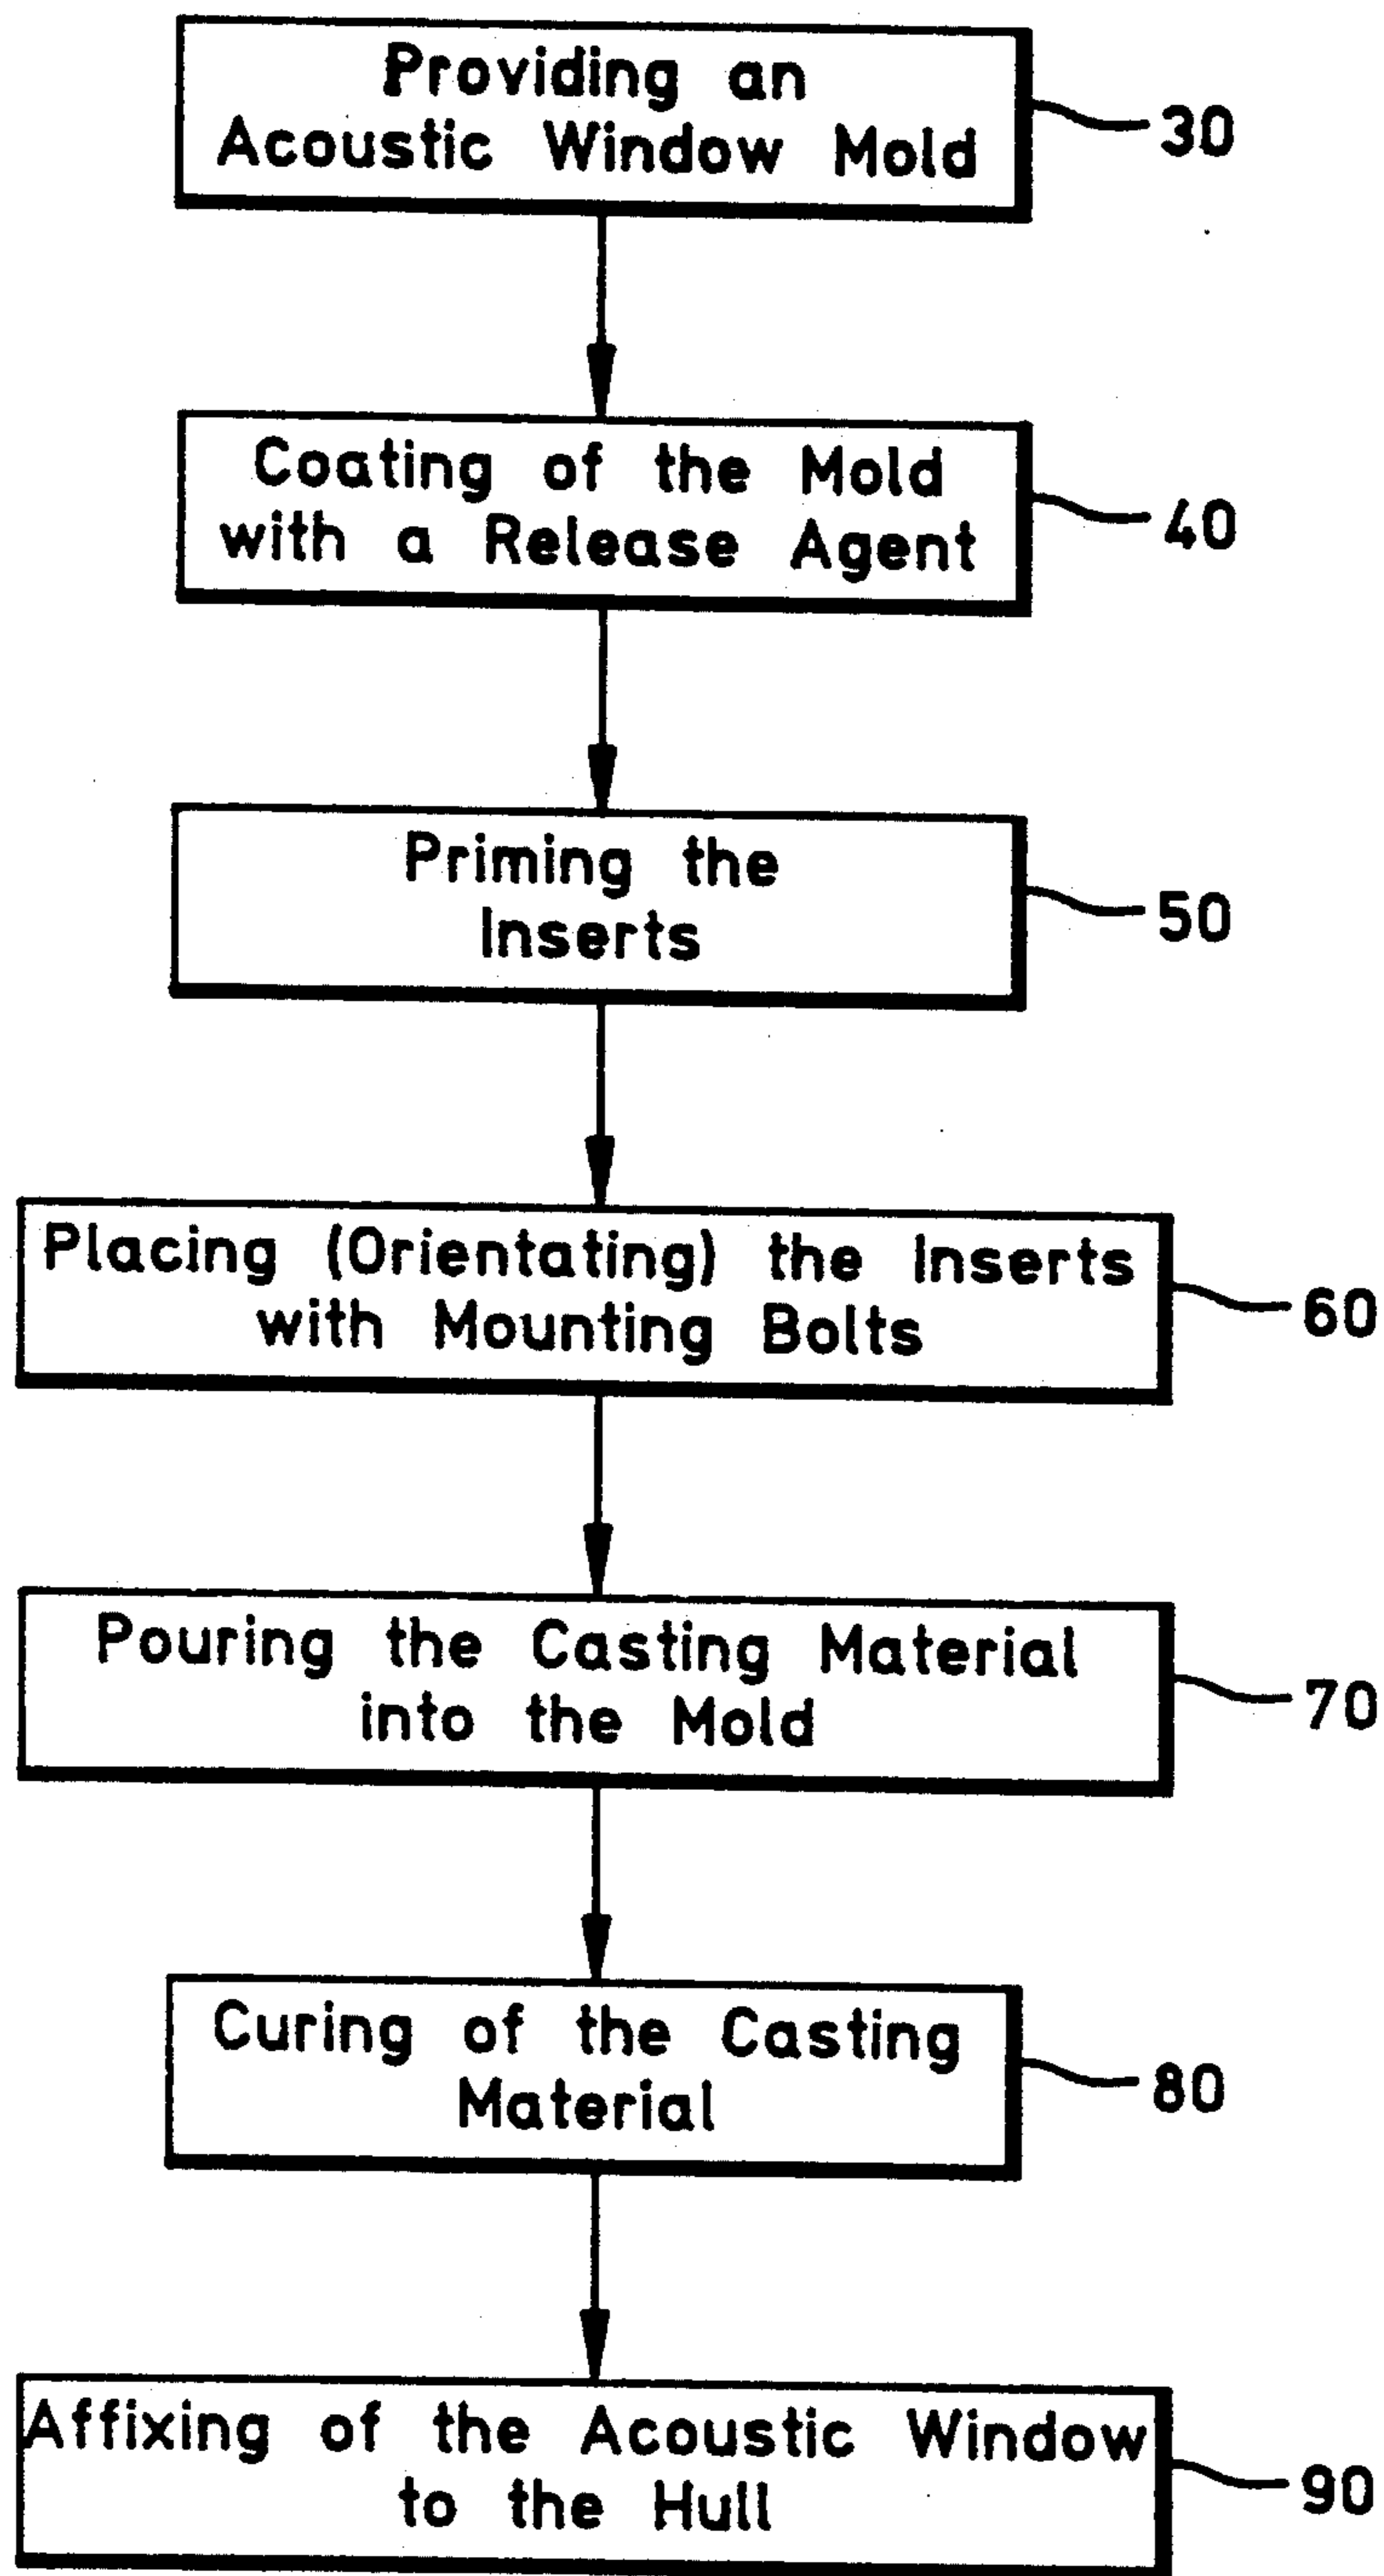 Providing an
Acoustic Window Mold
30
Coating of the Mold
with a Release Agent
40
Priming the
Inserts
50
Placing (Orientating) the Inserts
with Mounting Bolts
60
Pouring the Casting Material
into the Mold
70
Curing of the Casting
Material
80
Affixing of the Acoustic Window
to the Hull
90